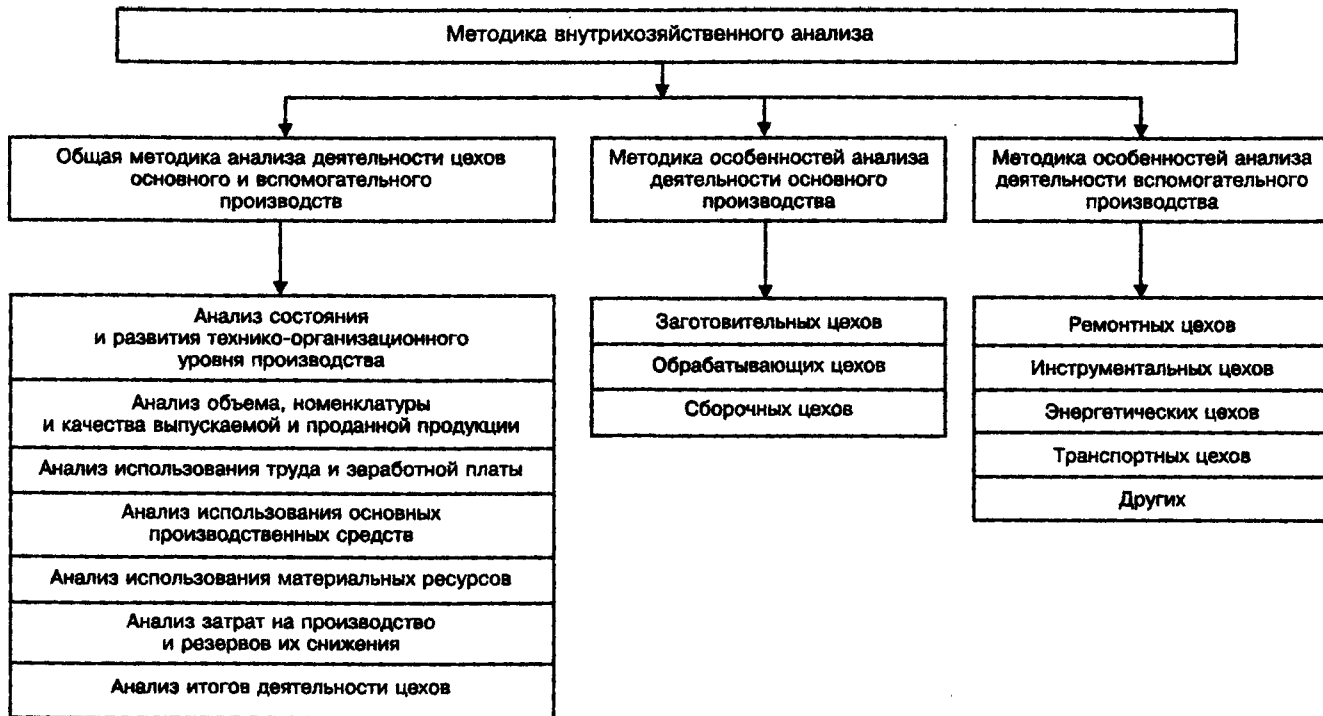 Методика внутрихозяйственного анализа
Общая методика анализа деятельности цехов
основного и вспомогательного
производств
Методика особенностей анализа
деятельности основного
производства
Методика особенностей анализа
деятельности вспомогательного
производства
Анализ состояния
и развития технико-организационного
уровня производства
Анализ объема, номенклатуры
и качества выпускаемой и проданной продукции
Анализ использования труда и заработной платы
Анализ использования основных
производственных средств
Анализ использования материальных ресурсов
Анализ затрат на производство
и резервов их снижения
Анализ итогов деятельности цехов
Заготовительных цехов
Обрабатывающих цехов
Сборочных цехов
Ремонтных цехов
Инструментальных цехов
Энергетических цехов
Транспортных цехов
Других